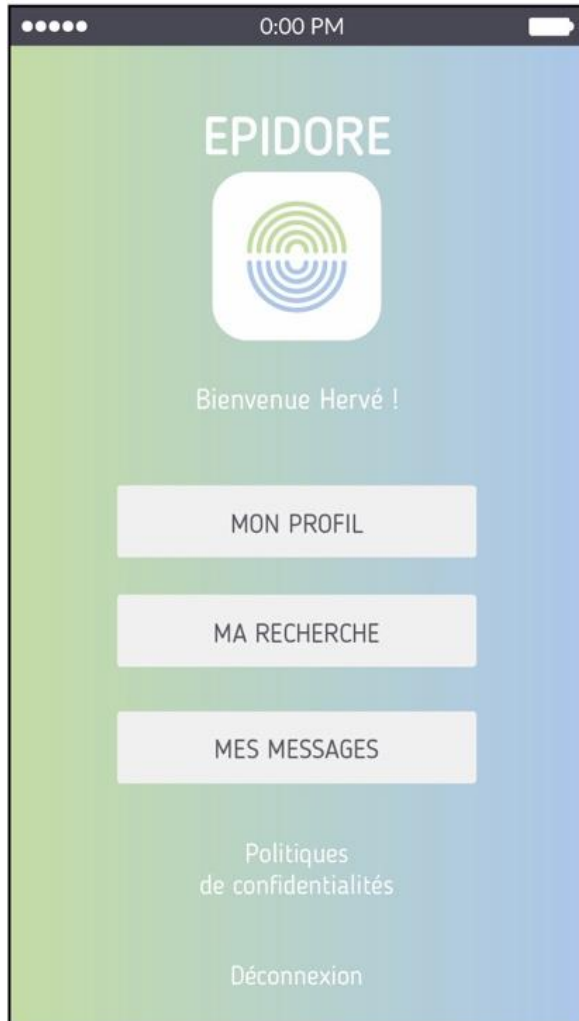 0:00 PM
EPIDORE
Bienvenue Hervé !
MON PROFIL
MA RECHERCHE
MES MESSAGES
Politiques
de confidentialités
Déconnexion